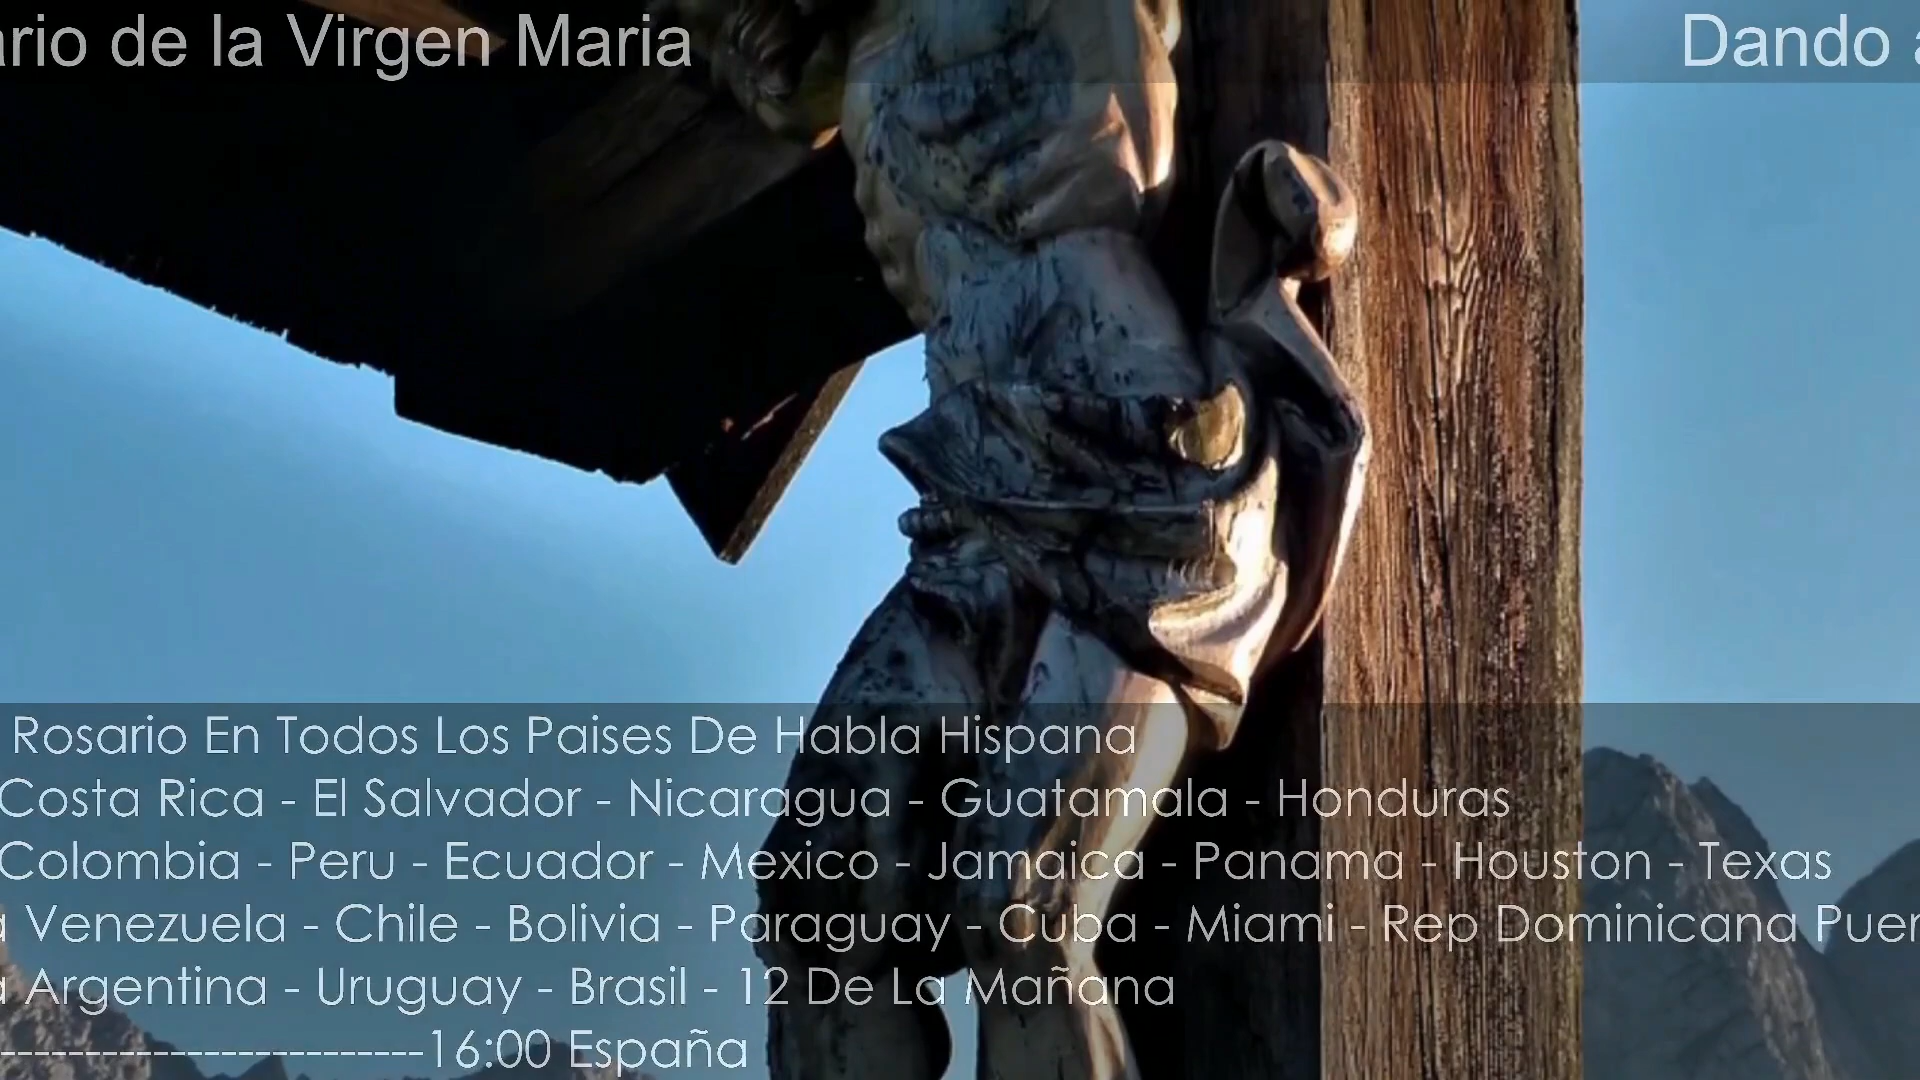 ario de la Virgen Maria
Dando
Rosario En Todos Los Paises De Habla Hispana
Costa Rica - El Salvador - Nicaragua - Guatamala - Honduras
Colombia - Peru - Ecuador - Mexico - Jamaica - Panama - Houston - Texas
a Venezuela - Chile - Bolivia - Paraguay - Cuba - Miami - Rep Dominicana Puer
a Argentina - Uruguay - Brasil - 12 De La Mañana
-------------------------16:00 España